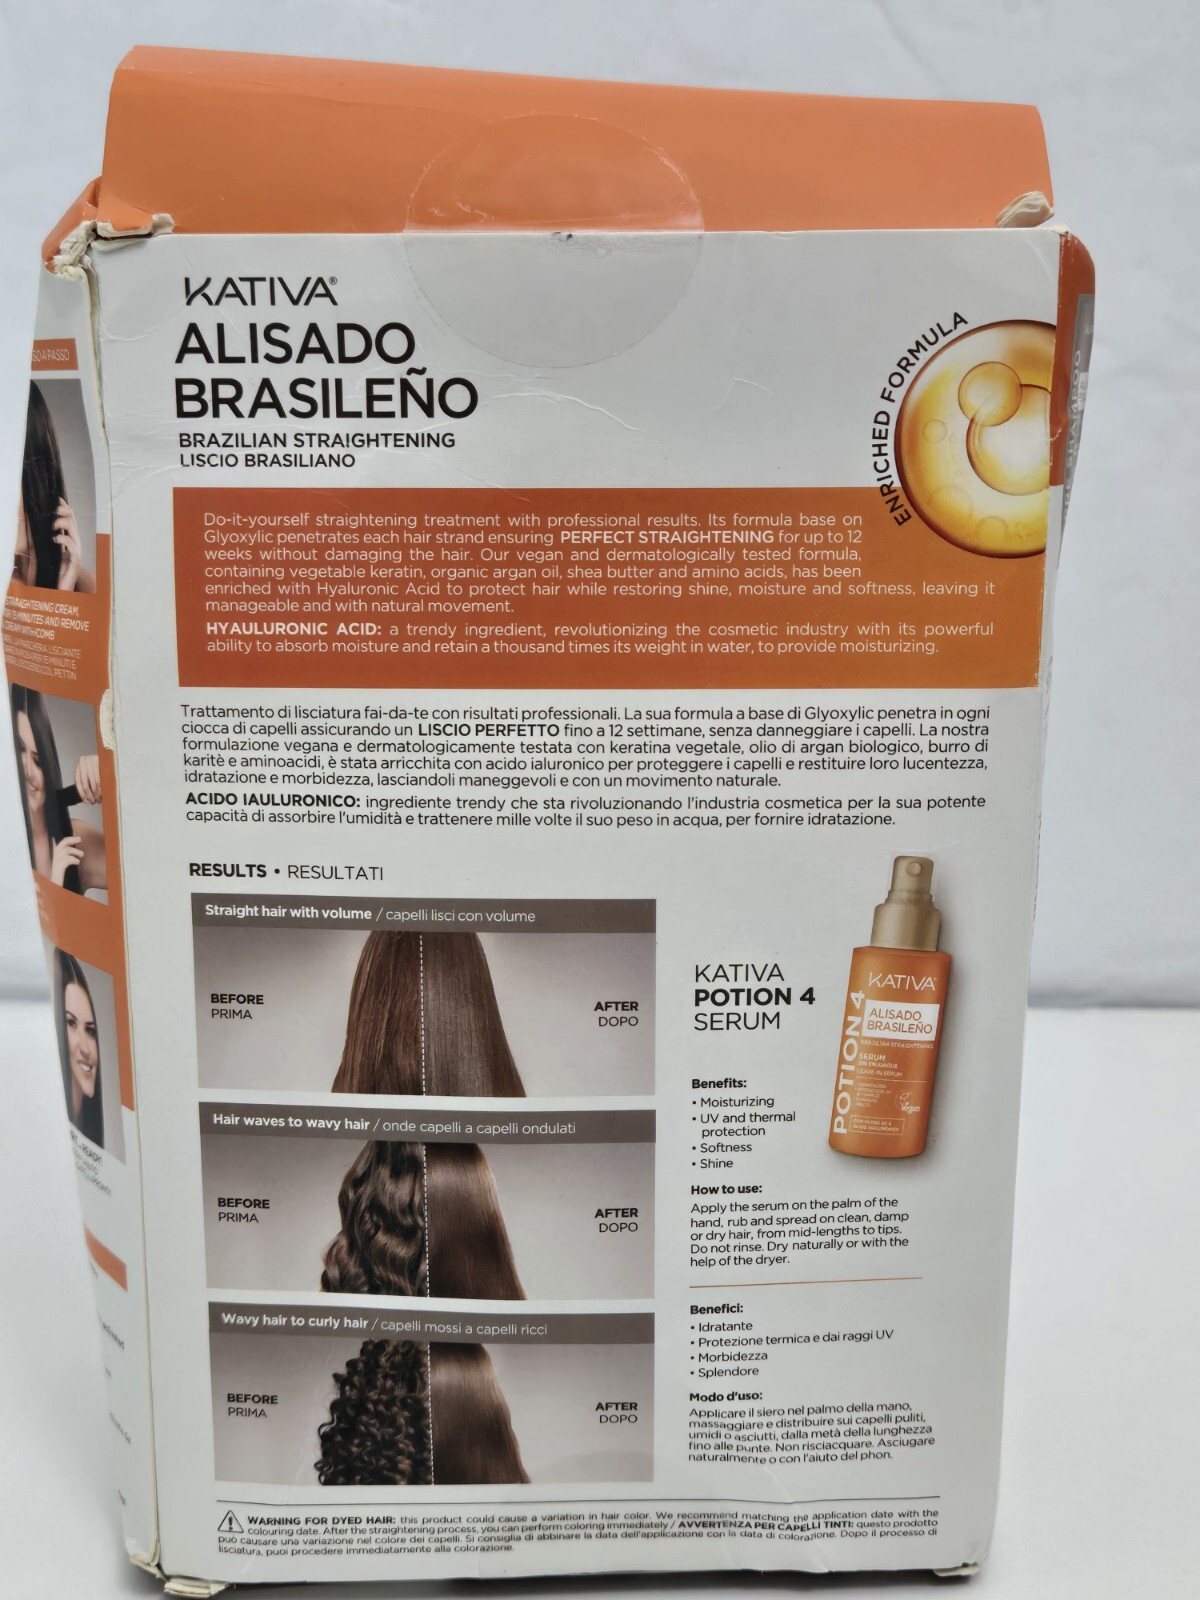 KATIVA®
ALISADO
BRASILEÑO
BRAZILIAN STRAIGHTENING
LISCIO BRASILIANO
ENRICHED FORMULA
Do-it-yourself straightening treatment with professional results. Its formula base on
Glyoxylic penetrates each hair strand ensuring PERFECT STRAIGHTENING for up to 12
weeks without damaging the hair. Our vegan and dermatologically tested formula,
containing vegetable keratin, organic argan oil, shea butter and amino acids, has been
enriched with Hyaluronic Acid to protect hair while restoring shine, moisture and softness, leaving it
manageable and with natural movement.
HYAULURONIC ACID: a trendy ingredient, revolutionizing the cosmetic industry with its powerful
ability to absorb moisture and retain a thousand times its weight in water, to provide moisturizing.
Trattamento di lisciatura fai-da-te con risultati professionali. La sua formula a base di Glyoxylic penetra in ogni
ciocca di capelli assicurando un LISCIO PERFETTO fino a 12 settimane, senza danneggiare i capelli. La nostra
formulazione vegana e dermatologicamente testata con keratina vegetale, olio di argan biologico, burro di
karitè e aminoacidi, è stata arricchita con acido ialuronico per proteggere i capelli e restituire loro lucentezza,
idratazione e morbidezza, lasciandoli maneggevoli e con un movimento naturale.
ACIDO IAULURONICO: ingrediente trendy che sta rivoluzionando l'industria cosmetica per la sua potente
capacità di assorbire l'umidità e trattenere mille volte il suo peso in acqua, per fornire idratazione.
RESULTS • RESULTATI
Straight hair with volume / capelli lisci con volume
BEFORE
PRIMA
AFTER
DOPO
Hair waves to wavy hair / onde capelli a capelli ondulati
BEFORE
PRIMA
AFTER
DOPO
Wavy hair to curly hair / capelli mossi a capelli ricci
BEFORE
PRIMA
AFTER
DOPO
KATIVA
POTION 4
SERUM
KATIVA
ALISADO
BRASILEÑO
BRAZILIAN STRAIGHTENING
POTION 4
SERUM
SIN ENJUAGUE
LEAVE-IN SERUM
Vegan
Benefits:
• Moisturizing
• UV and thermal
protection
• Softness
• Shine
How to use:
Apply the serum on the palm of the
hand, rub and spread on clean, damp
or dry hair, from mid-lengths to tips.
Do not rinse. Dry naturally or with the
help of the dryer.
Benefici:
• Idratante
• Protezione termica e dai raggi UV
• Morbidezza
• Splendore
Modo d'uso:
Applicare il siero nel palmo della mano,
massaggiare e distribuire sui capelli puliti,
umidi o asciutti, dalla metà della lunghezza
fino alle punte. Non risciacquare. Asciugare
naturalmente o con l'aiuto del phon.
WARNING FOR DYED HAIR: this product could cause a variation in hair color. We recommend matching the application date with the
colouring date. After the straightening process, you can perform coloring immediately / AVVERTENZA PER CAPELLI TINTI: questo prodotto
può causare una variazione nel colore dei capelli. Si consiglia di abbinare la data dell'applicazione con la data di colorazione. Dopo il processo di
lisciatura, puoi procedere immediatamente alla colorazione.
SO A PASSO
STRAIGHTENING CREAM,
15 MINUTES AND REMOVE
CREAM WITH COMB
READY!